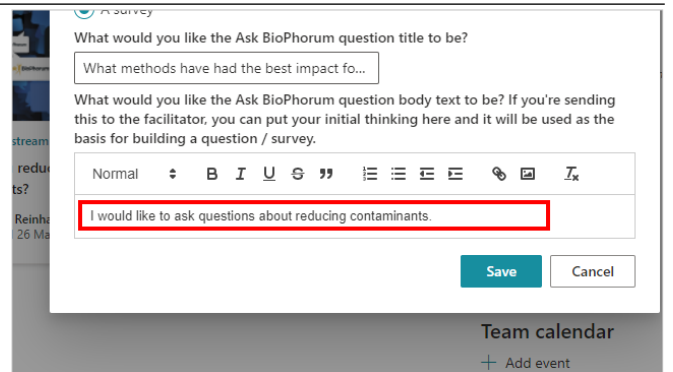 A survey
What would you like the Ask BioPhorum question title to be?
What methods have had the best impact fo...
What would you like the Ask BioPhorum question body text to be? If you're sending
this to the facilitator, you can put your initial thinking here and it will be used as the
basis for building a question / survey.
stream
redu
ts?
Reinha
26 Ma
Normal B I U S
I would like to ask questions about reducing contaminants.
Save Cancel
Team calendar
+ Add event